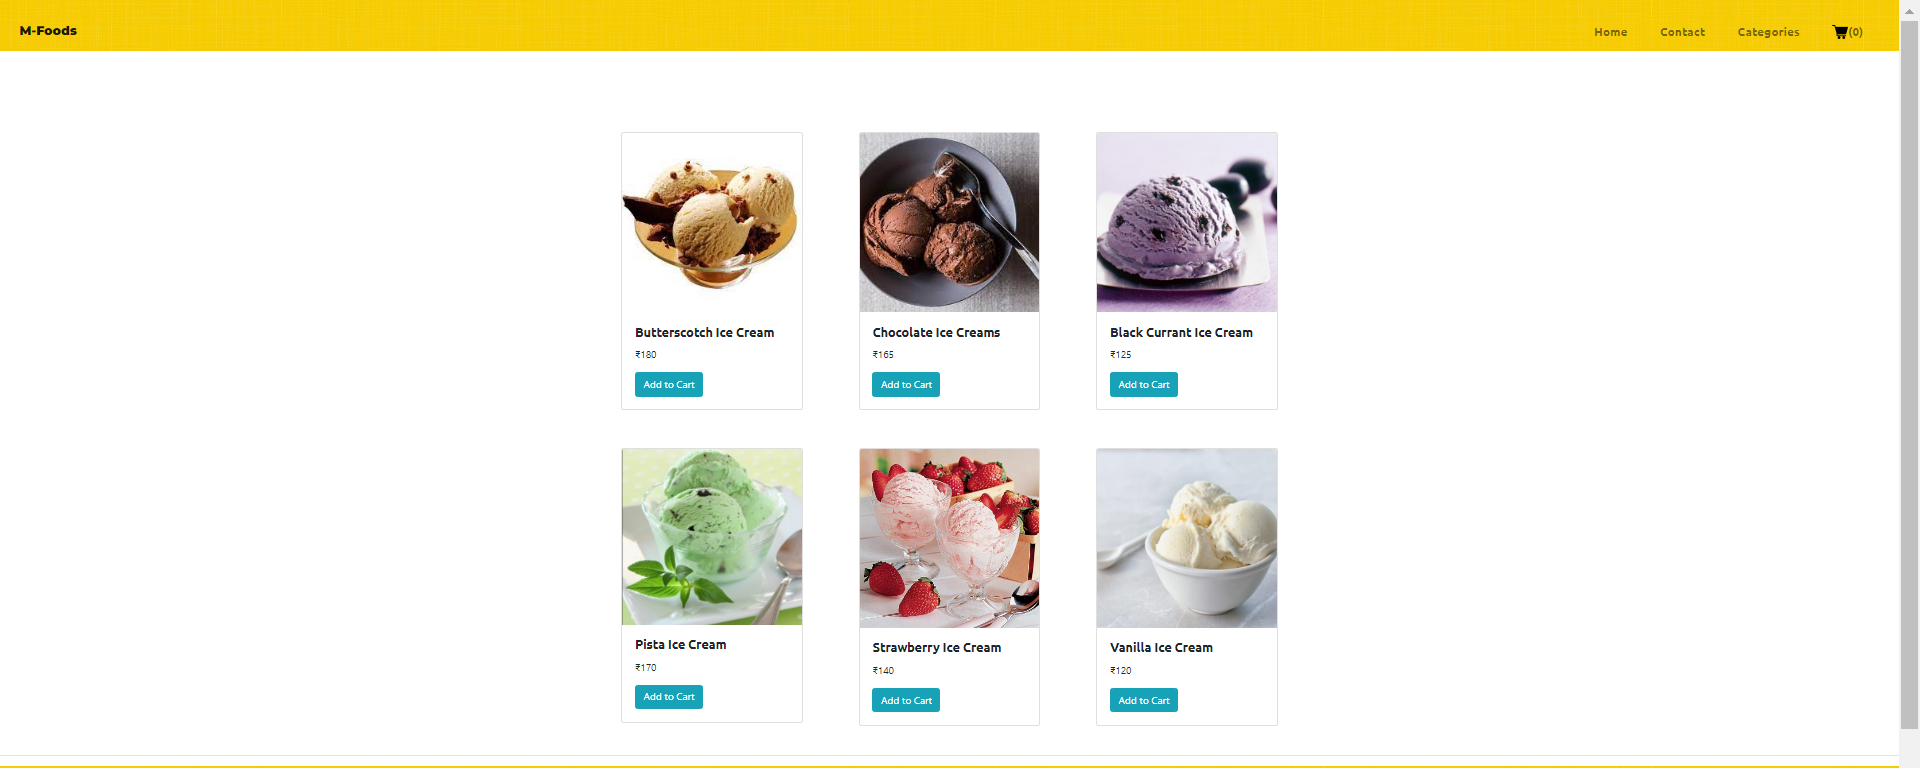 M-Foods
Home Contact Categories (0)
Butterscotch Ice Cream
₹180
Add to Cart
Chocolate Ice Creams
₹165
Add to Cart
Black Currant Ice Cream
₹125
Add to Cart
Pista Ice Cream
₹170
Add to Cart
Strawberry Ice Cream
₹140
Add to Cart
Vanilla Ice Cream
₹120
Add to Cart